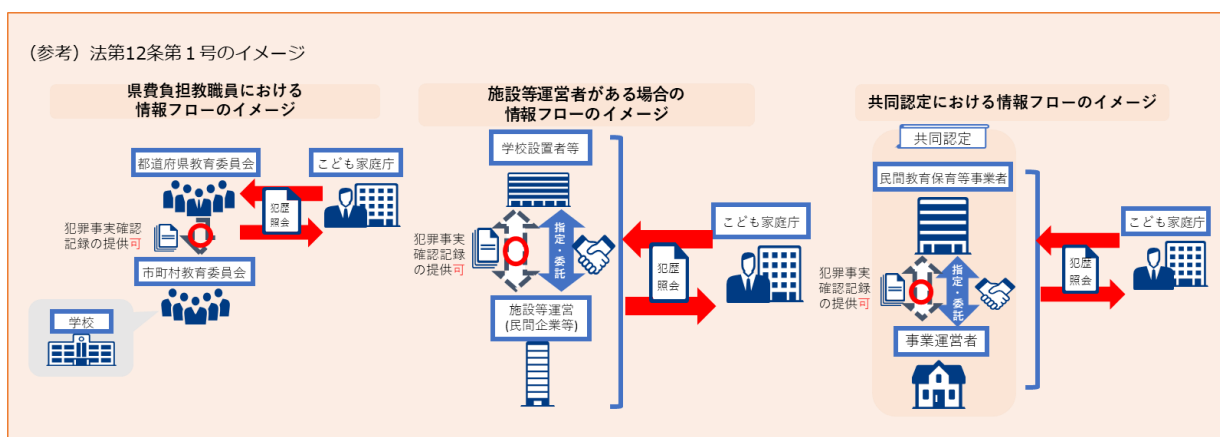 (参考)法第12条第１号のイメージ
県費負担教職員における
情報フローのイメージ
都道府県教育委員会
こども家庭庁
犯歴
照会
犯罪事実確認
記録の提供可
市町村教育委員会
学校
施設等運営者がある場合の
情報フローのイメージ
学校設置者等
犯罪事実
確認記録
の提供可
指定・委託
こども家庭庁
犯歴
照会
施設等運営
(民間企業等)
共同認定における情報フローのイメージ
共同認定
民間教育保育等事業者
こども家庭庁
犯罪事実
確認記録
の提供可
指定・委託
犯歴
照会
事業運営者